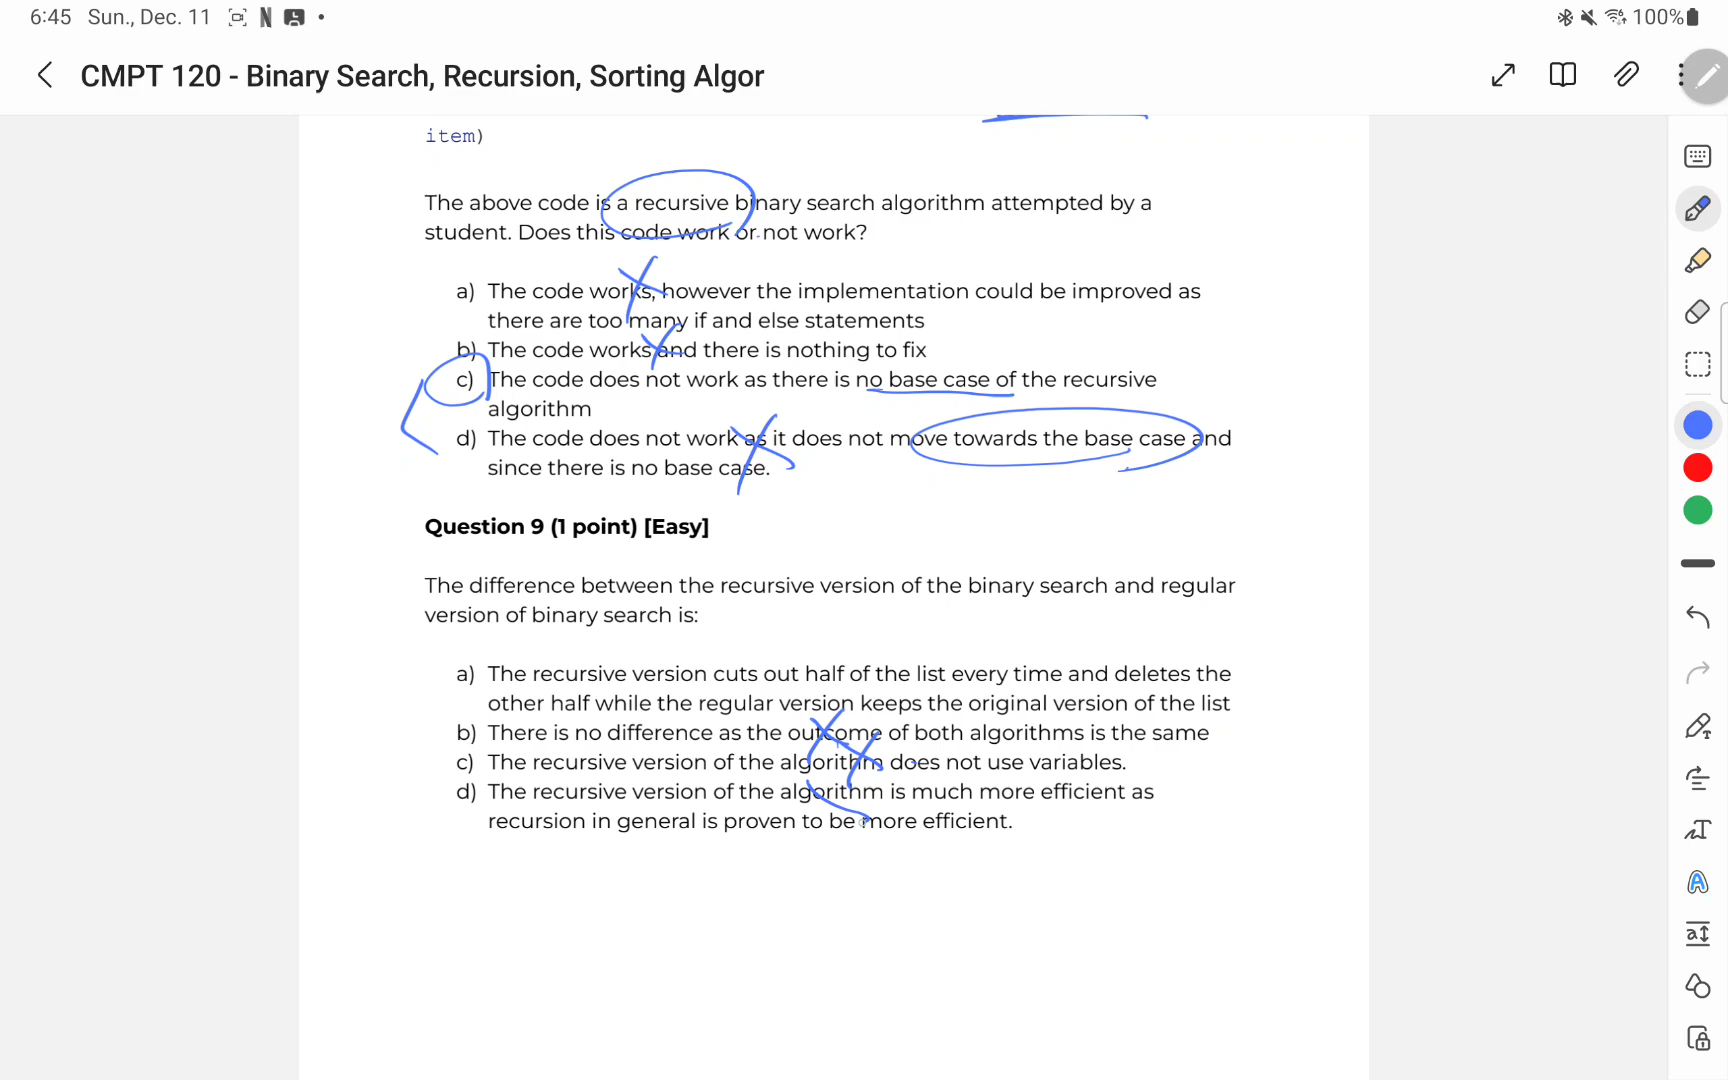 6:45 Sun., Dec. 11 N 100%
CMPT 120 - Binary Search, Recursion, Sorting Algor
item)
The above code is a recursive binary search algorithm attempted by a
student. Does this code work or not work?
a) The code works, however the implementation could be improved as
there are too many if and else statements
b) The code works and there is nothing to fix
c) The code does not work as there is no base case of the recursive
algorithm
d) The code does not work as it does not move towards the base case and
since there is no base case.
Question 9 (1 point) [Easy]
The difference between the recursive version of the binary search and regular
version of binary search is:
a) The recursive version cuts out half of the list every time and deletes the
other half while the regular version keeps the original version of the list
b) There is no difference as the outcome of both algorithms is the same
c) The recursive version of the algorithm does not use variables.
d) The recursive version of the algorithm is much more efficient as
recursion in general is proven to be more efficient.